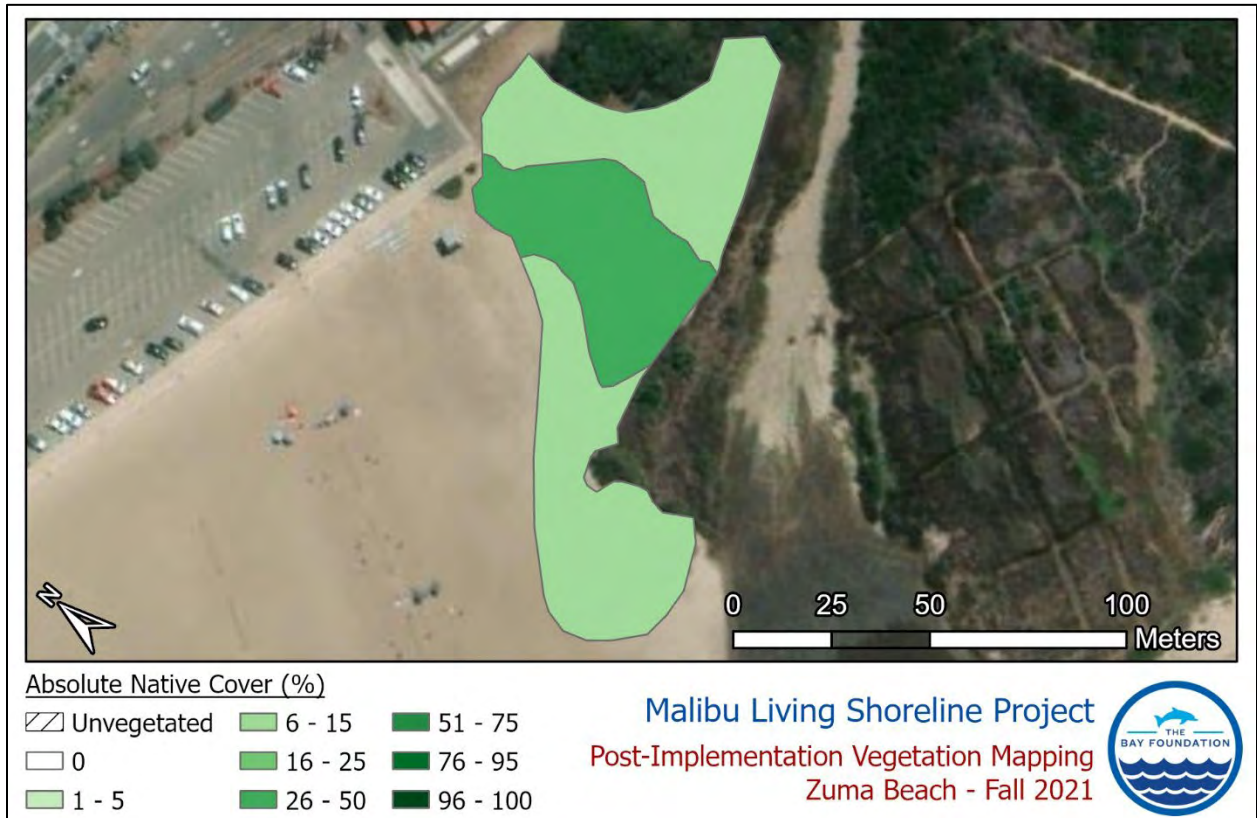 N
0 25 50 100
Meters
Absolute Native Cover (%)
Unvegetated
0
1 - 5
6 - 15
16 - 25
26 - 50
51 - 75
76 - 95
96 - 100
Malibu Living Shoreline Project
Post-Implementation Vegetation Mapping
Zuma Beach - Fall 2021
THE
BAY FOUNDATION